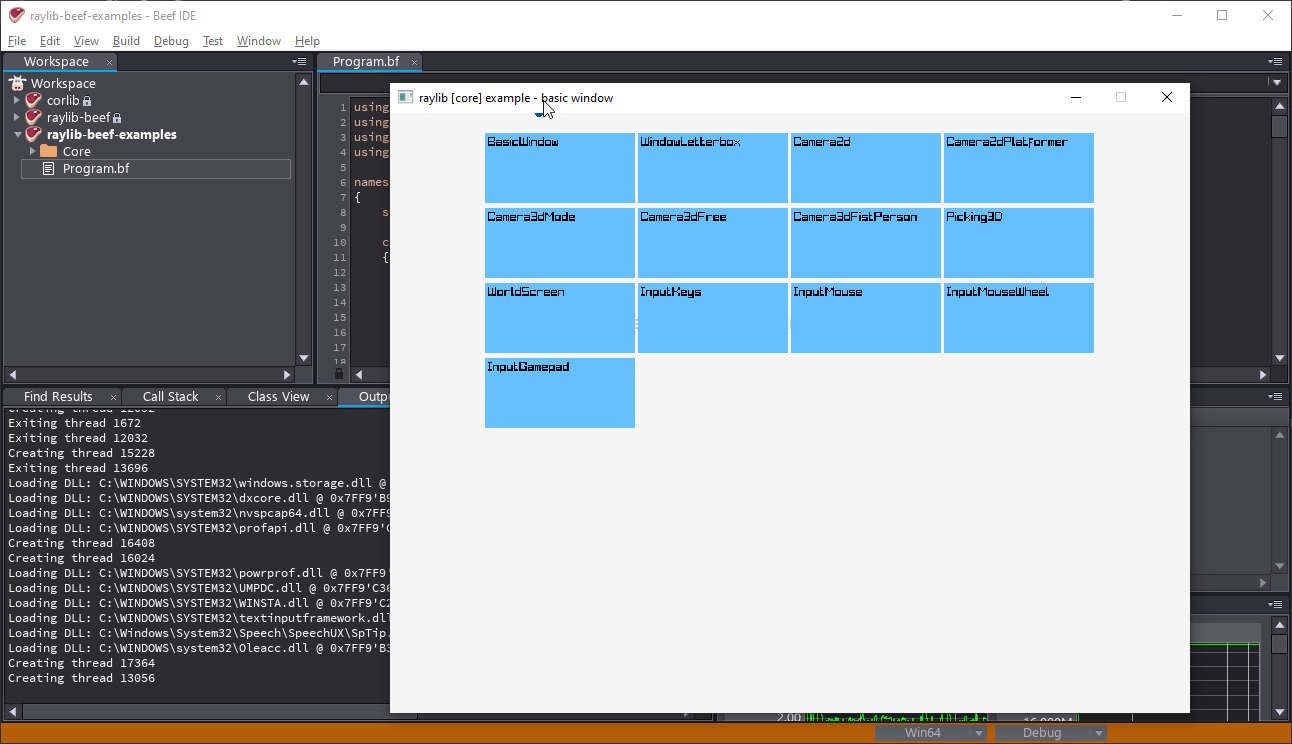 raylib-beef-examples - Beef IDE
File Edit View Build Debug Test Window Help
Workspace
Program.bf
Workspace
corlib
raylib-beef
raylib-beef-examples
Core
Program.bf
1 using
2 using
3 using
4 using
5
6 names
7 {
8 s
9
10 c
11 {
12
13
14
15
16
17
18
raylib [core] example - basic window
BasicWindow WindowLetterbox Camera2d Camera2dPlatformer
Camera3dMode Camera3dFree Camera3dFistPerson Picking3D
WorldScreen InputKeys InputMouse InputMouseWheel
InputGamepad
Find Results Call Stack Class View Outp
Creating thread 12032
Exiting thread 1672
Exiting thread 12032
Creating thread 15228
Exiting thread 13696
Loading DLL: C:\WINDOWS\SYSTEM32\windows.storage.dll @
Loading DLL: C:\WINDOWS\SYSTEM32\dxcore.dll @ 0x7FF9'B9
Loading DLL: C:\WINDOWS\system32\nvspcap64.dll @ 0x7FF9
Loading DLL: C:\WINDOWS\SYSTEM32\profapi.dll @ 0x7FF9'C
Creating thread 16408
Creating thread 16024
Loading DLL: C:\WINDOWS\SYSTEM32\powrprof.dll @ 0x7FF9'
Loading DLL: C:\WINDOWS\SYSTEM32\UMPDC.dll @ 0x7FF9'C36
Loading DLL: C:\WINDOWS\SYSTEM32\WINSTA.dll @ 0x7FF9'C2
Loading DLL: C:\WINDOWS\SYSTEM32\textinputframework.dll
Loading DLL: C:\Windows\System32\Speech\SpeechUX\SpTip.
Loading DLL: C:\WINDOWS\system32\Oleacc.dll @ 0x7FF9'B3
Creating thread 17364
Creating thread 13056
2.00
16.000M
Win64 Debug